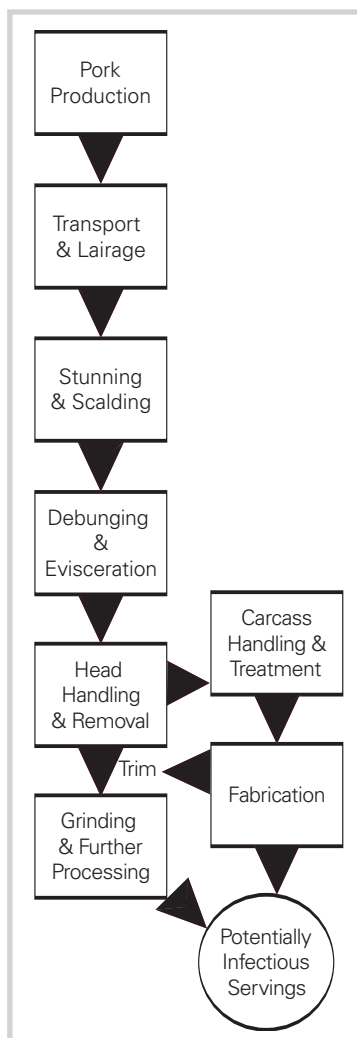 Pork
Production
Transport
& Lairage
Stunning
& Scalding
Debunging
&
Evisceration
Head
Handling
& Removal
Carcass
Handling &
Treatment
Trim
Fabrication
Grinding
& Further
Processing
Potentially
Infectious
Servings